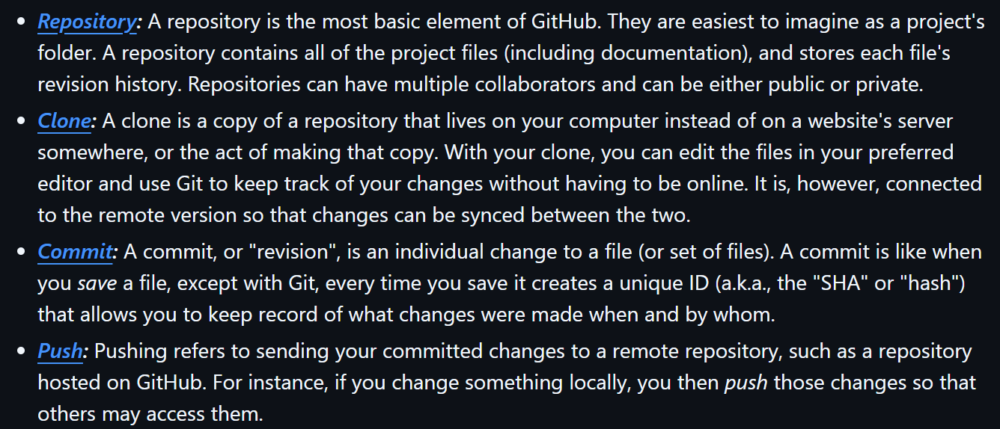 • Repository: A repository is the most basic element of GitHub. They are easiest to imagine as a project's
folder. A repository contains all of the project files (including documentation), and stores each file's
revision history. Repositories can have multiple collaborators and can be either public or private.
• Clone: A clone is a copy of a repository that lives on your computer instead of on a website's server
somewhere, or the act of making that copy. With your clone, you can edit the files in your preferred
editor and use Git to keep track of your changes without having to be online. It is, however, connected
to the remote version so that changes can be synced between the two.
• Commit: A commit, or "revision", is an individual change to a file (or set of files). A commit is like when
you save a file, except with Git, every time you save it creates a unique ID (a.k.a., the "SHA" or "hash")
that allows you to keep record of what changes were made when and by whom.
• Push: Pushing refers to sending your committed changes to a remote repository, such as a repository
hosted on GitHub. For instance, if you change something locally, you then push those changes so that
others may access them.